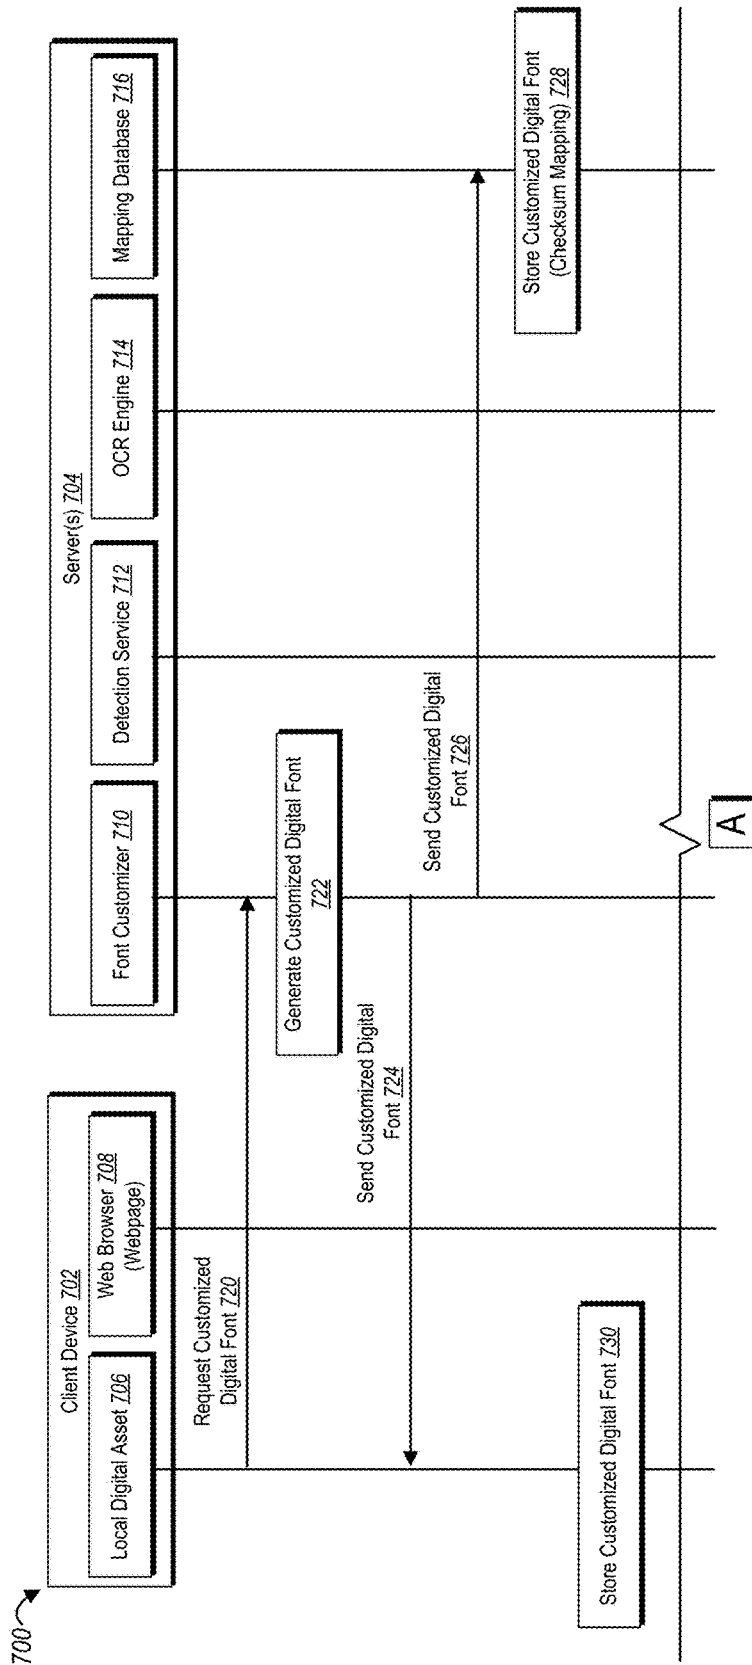 700
Client Device 702
Local Digital Asset 706
Web Browser 708
(Webpage)
Server(s) 704
Font Customizer 710
Detection Service 712
OCR Engine 714
Mapping Database 716
Request Customized
Digital Font 720
Generate Customized Digital Font
722
Send Customized Digital
Font 724
Send Customized Digital
Font 726
Store Customized Digital Font
(Checksum Mapping) 728
Store Customized Digital Font 730
A